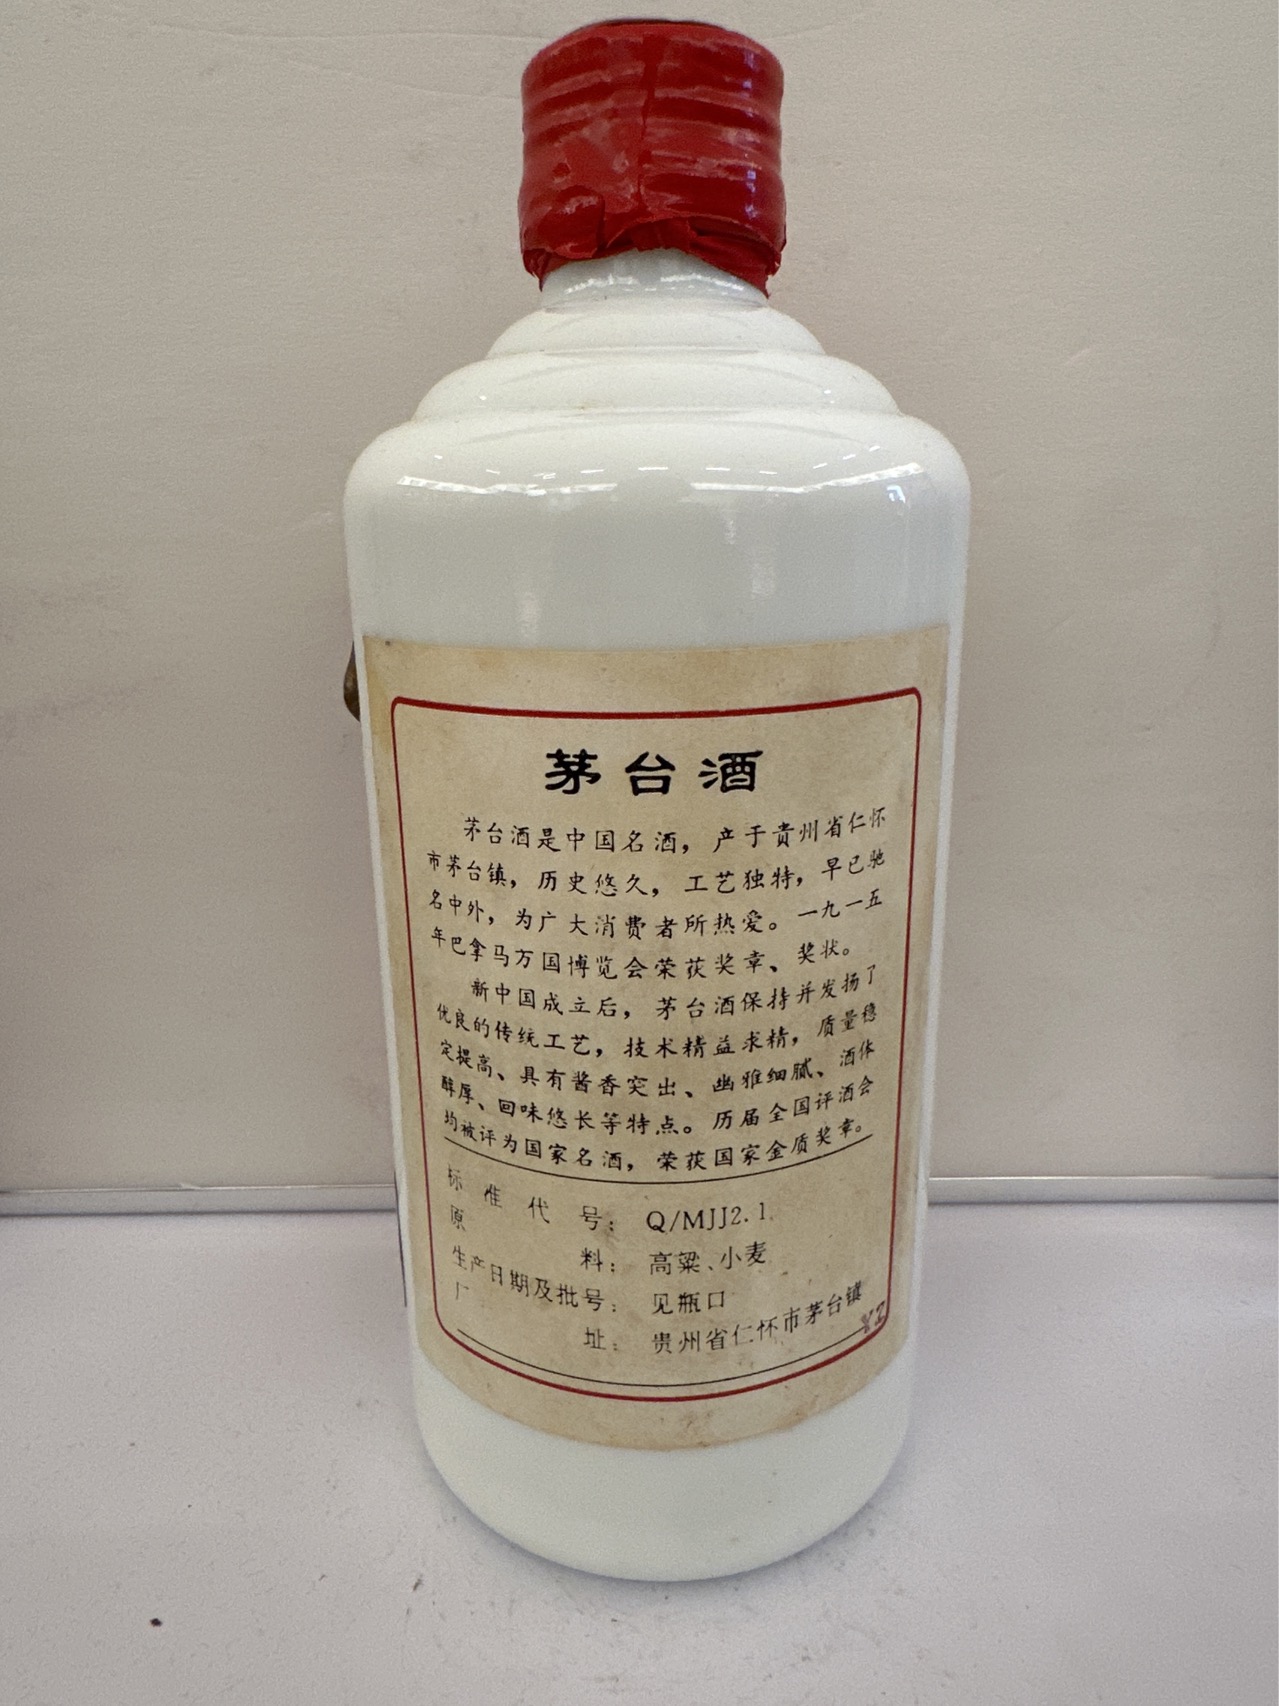 茅台酒
茅台酒是中国名酒，产于贵州省仁怀
市茅台镇，历史悠久，工艺独特，早已驰
名中外，为广大消费者所热爱。一九一五
年巴拿马万国博览会荣获奖章、奖状。
新中国成立后，茅台酒保持并发扬了
优良的传统工艺，技术精益求精，质量稳
定提高、具有酱香突出、幽雅细腻、酒体
醇厚、回味悠长等特点。历届全国评酒会
均被评为国家名酒，荣获国家金质奖章。
标准代号：Q/MJJ2.1
原料：高粱、小麦
生产日期及批号：见瓶口
厂址：贵州省仁怀市茅台镇